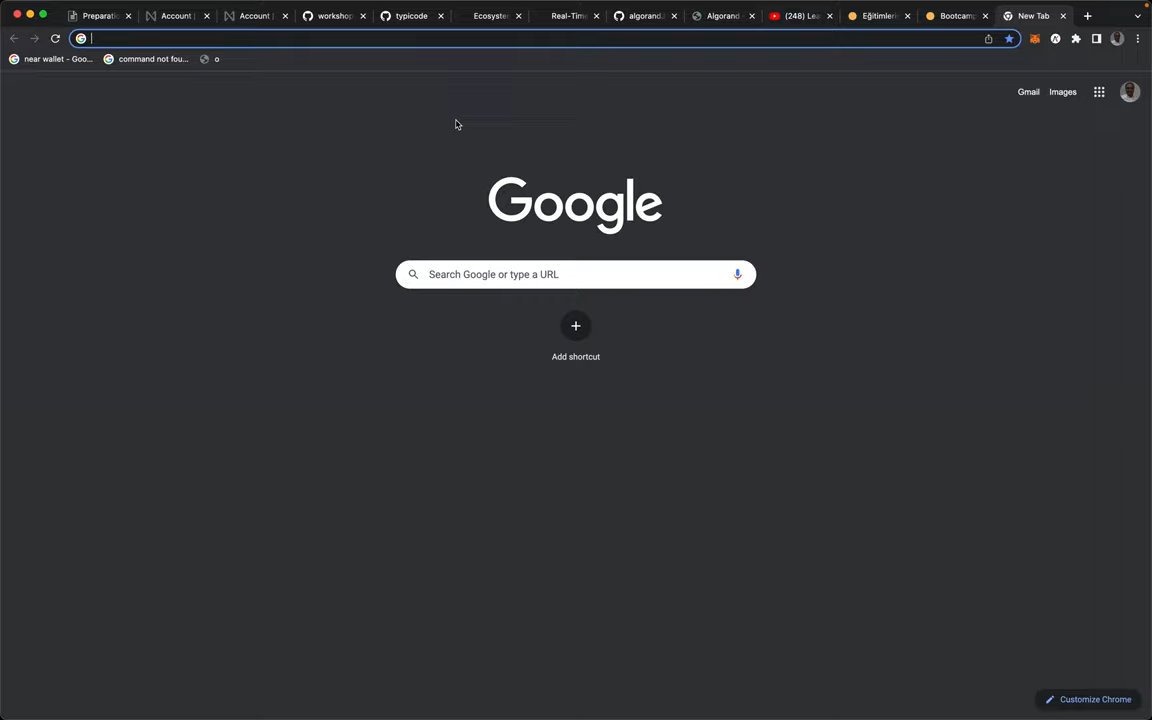 Preparatio
Account |
Account |
workshop
typicode
Ecosyste
Real-Time
algorand.
Algorand
(248) Lea
Eğitimleri
Bootcamp
New Tab
near wallet - Goo...
command not fou...
o
Gmail
Images
Google
Search Google or type a URL
Add shortcut
Customize Chrome